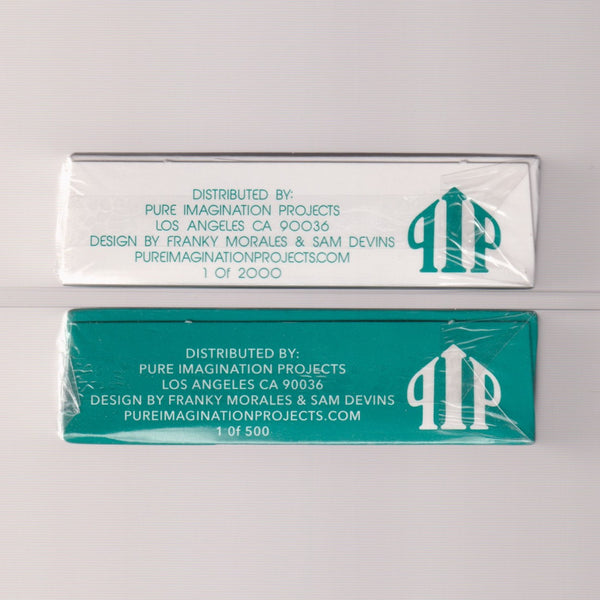 DISTRIBUTED BY:
PURE IMAGINATION PROJECTS
LOS ANGELES CA 90036
DESIGN BY FRANKY MORALES & SAM DEVINS
PUREIMAGINATIONPROJECTS.COM
1 Of 2000
PIP
DISTRIBUTED BY:
PURE IMAGINATION PROJECTS
LOS ANGELES CA 90036
DESIGN BY FRANKY MORALES & SAM DEVINS
PUREIMAGINATIONPROJECTS.COM
1 Of 500
PIP